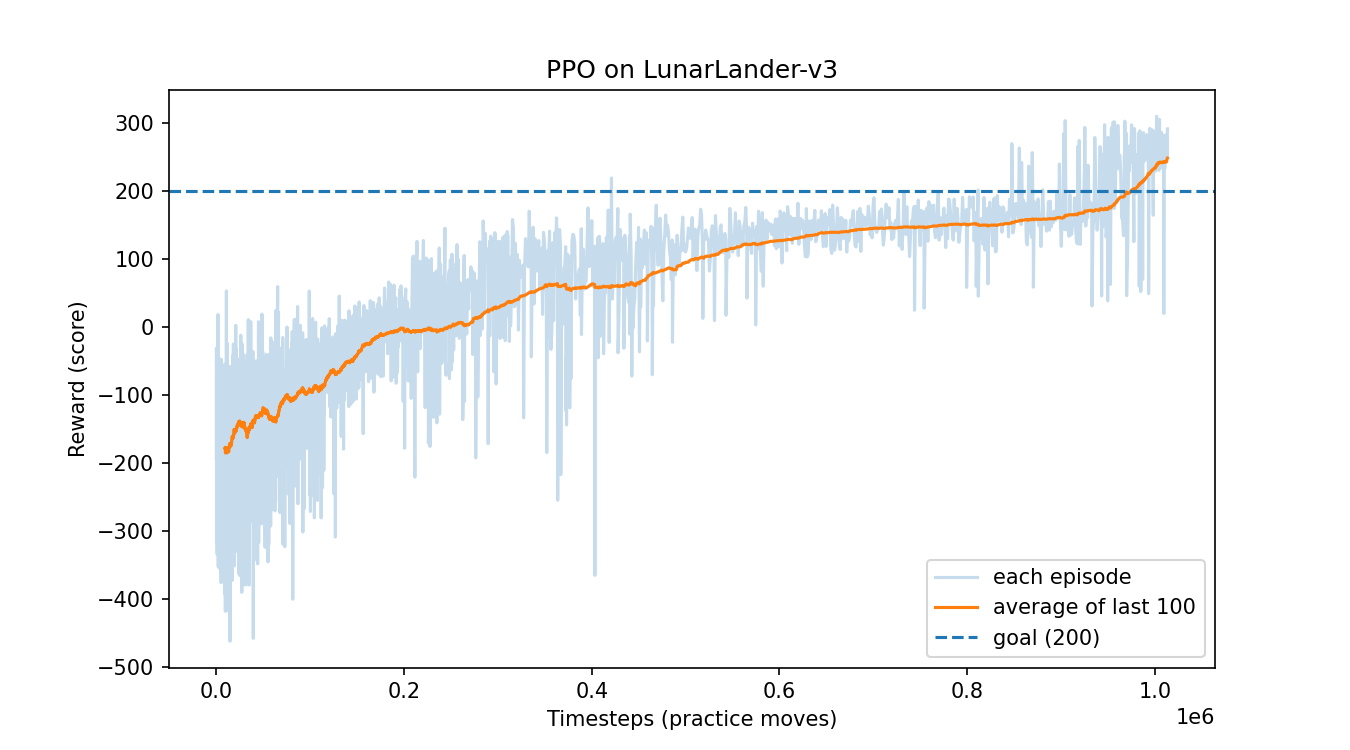 PPO on LunarLander-v3
Reward (score)
300
200
100
0
−100
−200
−300
−400
−500
each episode
average of last 100
goal (200)
0.0 0.2 0.4 0.6 0.8 1.0
1e6
Timesteps (practice moves)